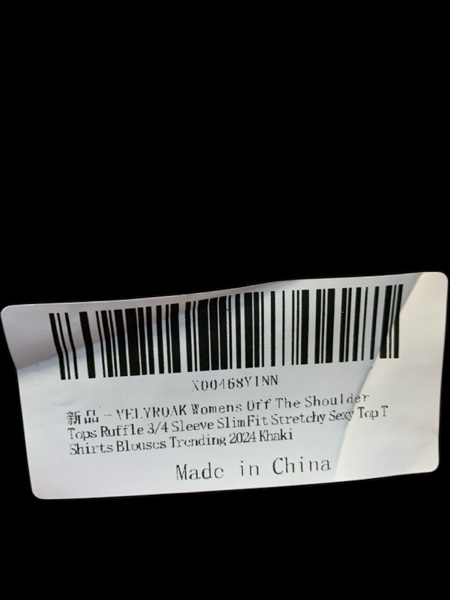 X00468Y1NN
新品 - VELYROAK Womens Off The Shoulder
Tops Ruffle 3/4 Sleeve Slim Fit Stretchy Sexy Top T
Shirts Blouses Trending 2024 Khaki
Made in China